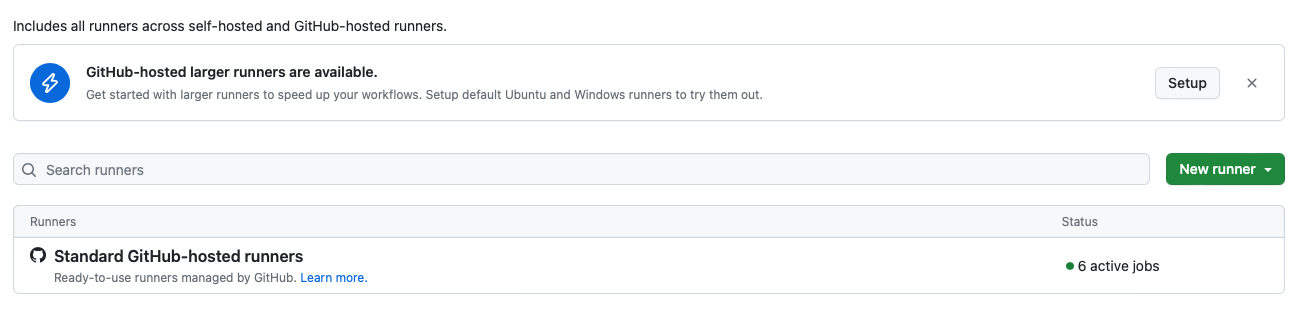 Includes all runners across self-hosted and GitHub-hosted runners.
GitHub-hosted larger runners are available.
Get started with larger runners to speed up your workflows. Setup default Ubuntu and Windows runners to try them out.
Setup
Search runners
New runner
Runners
Status
Standard GitHub-hosted runners
Ready-to-use runners managed by GitHub. Learn more.
6 active jobs